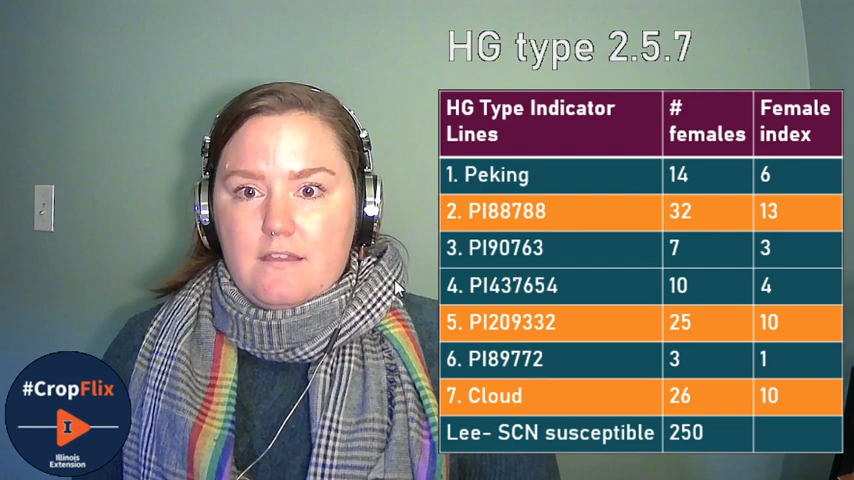 HG type 2.5.7
HG Type Indicator Lines | # females | Female index
1. Peking | 14 | 6
2. PI88788 | 32 | 13
3. PI90763 | 7 | 3
4. PI437654 | 10 | 4
5. PI209332 | 25 | 10
6. PI89772 | 3 | 1
7. Cloud | 26 | 10
Lee- SCN susceptible | 250
#CropFlix
I
Illinois
Extension